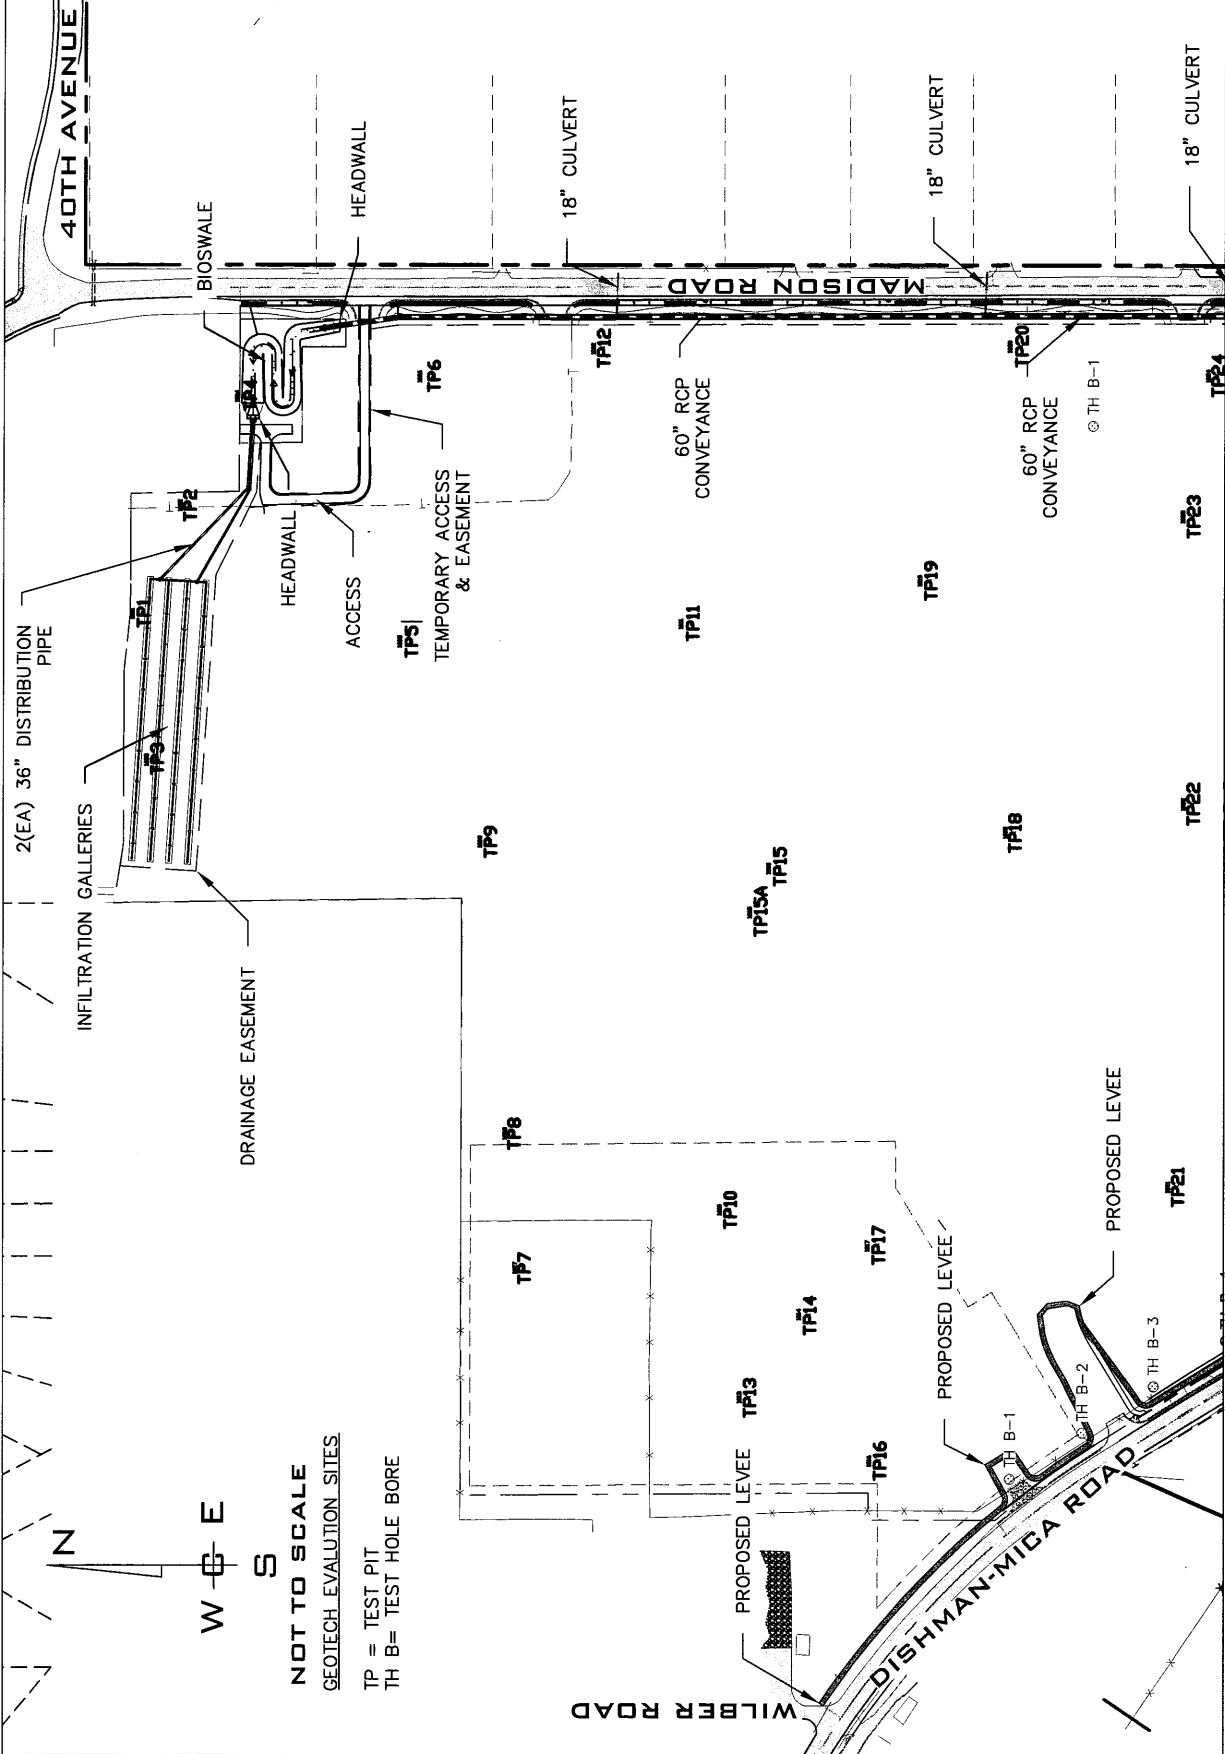 40TH AVENUE
BIOSWALE
HEADWALL
18" CULVERT
18" CULVERT
18" CULVERT
MADISON ROAD
2(EA) 36" DISTRIBUTION
PIPE
INFILTRATION GALLERIES
DRAINAGE EASEMENT
HEADWALL
ACCESS
TEMPORARY ACCESS
& EASEMENT
60" RCP
CONVEYANCE
60" RCP
CONVEYANCE
TH B-1
TP1
TP2
TP3
TP4
TP5
TP6
TP7
TP8
TP9
TP10
TP11
TP12
TP13
TP14
TP15A
TP15
TP16
TP17
TP18
TP19
TP20
TP21
TP22
TP23
TP24
PROPOSED LEVEE
PROPOSED LEVEE
PROPOSED LEVEE
TH B-1
TH B-2
TH B-3
DISHMAN-MICA ROAD
WILBER ROAD
N
W E
S
NOT TO SCALE
GEOTECH EVALUTION SITES
TP = TEST PIT
TH B= TEST HOLE BORE